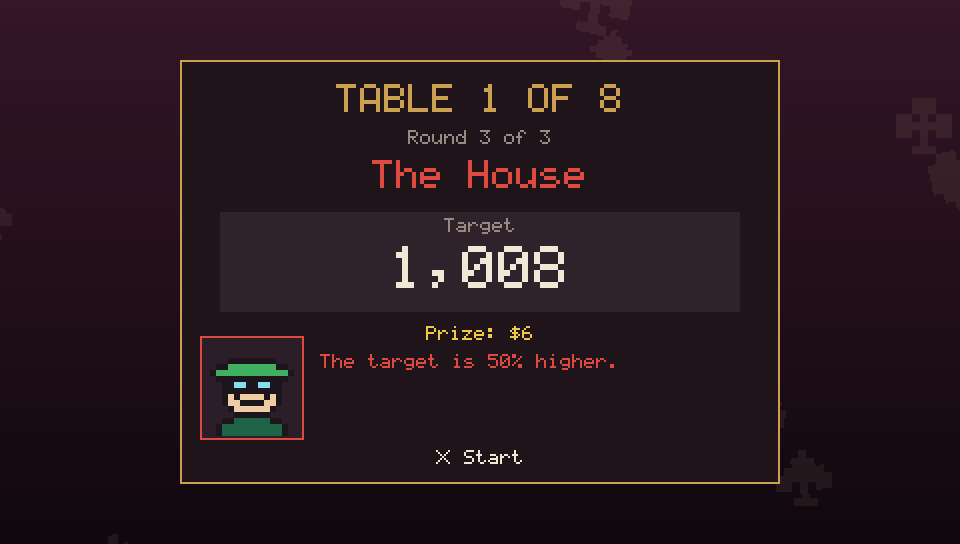 TABLE 1 OF 8
Round 3 of 3
The House
Target
1,008
Prize: $6
The target is 50% higher.
X Start